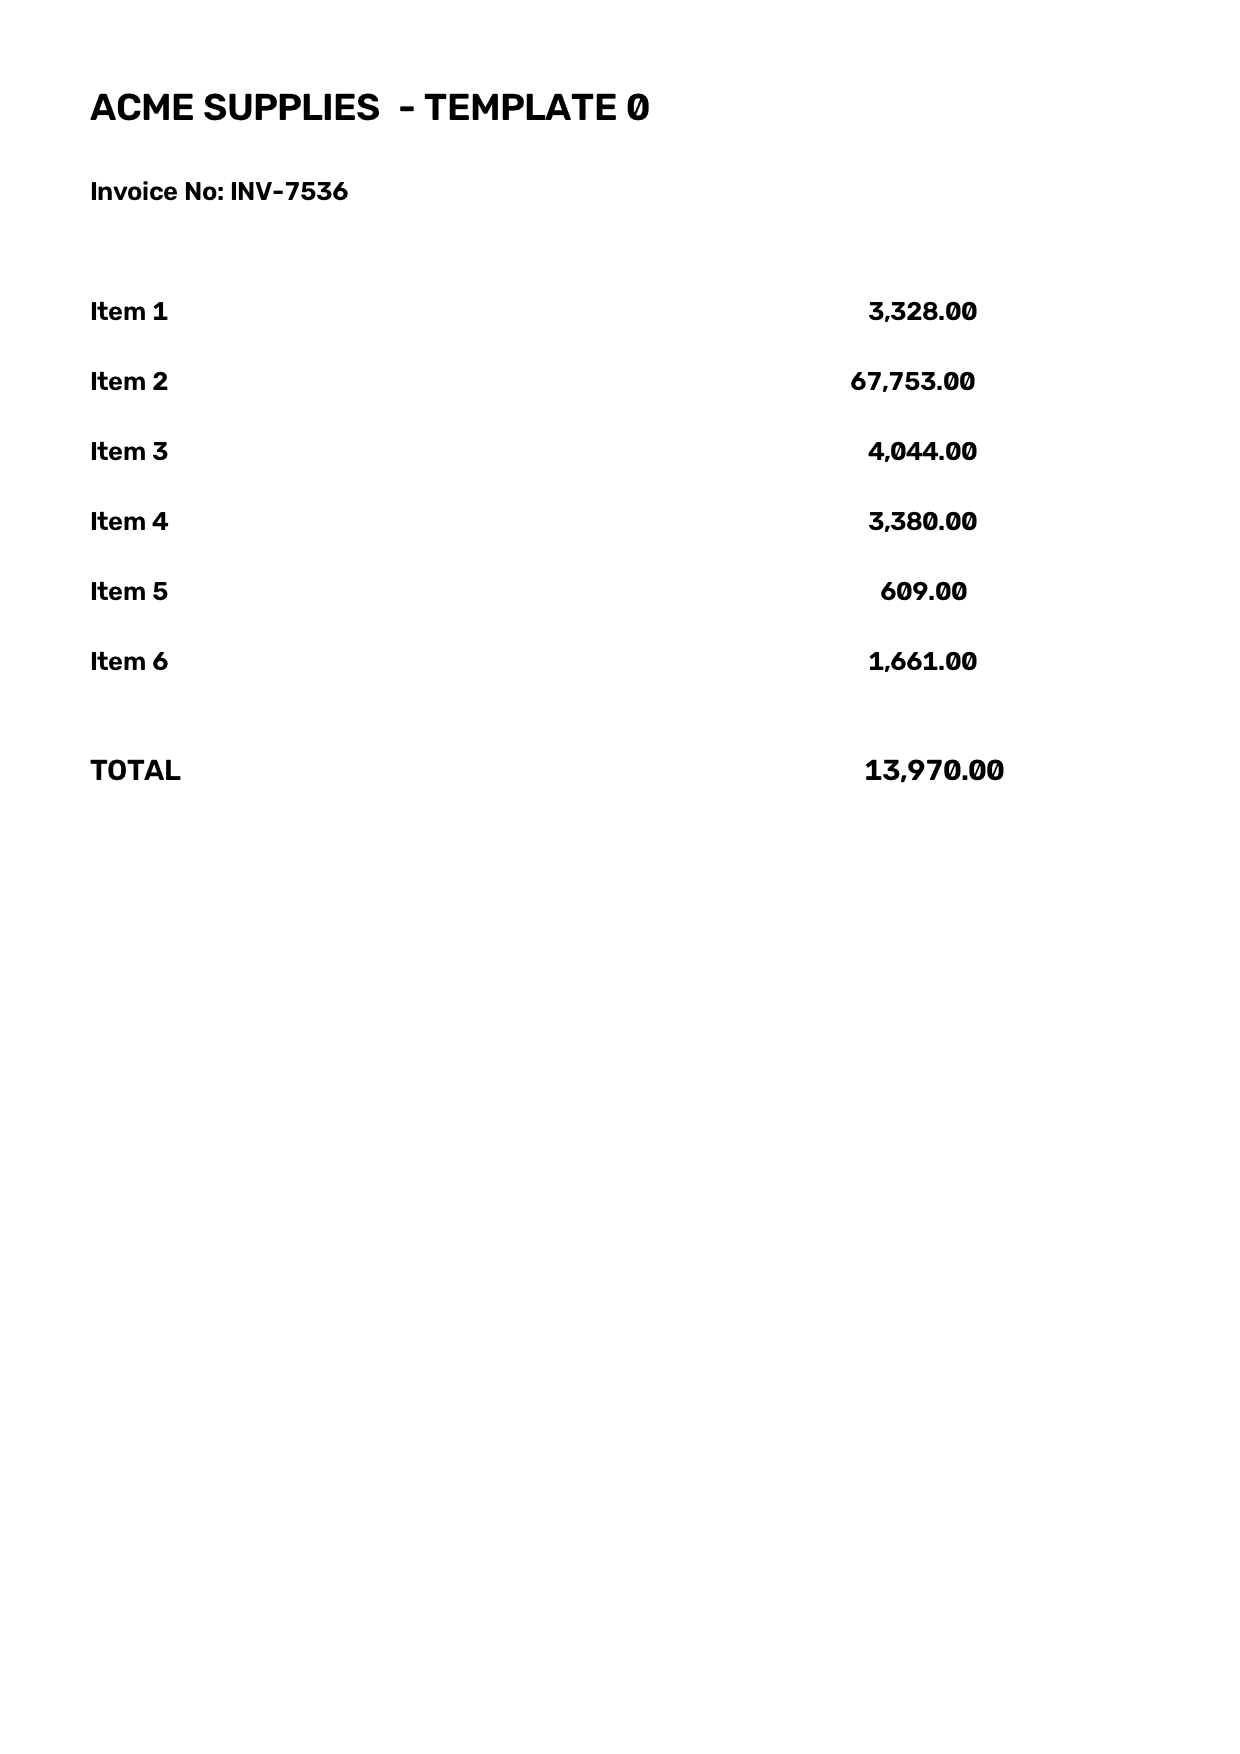 ACME SUPPLIES - TEMPLATE 0
Invoice No: INV-7536
Item 1 3,328.00
Item 2 67,753.00
Item 3 4,044.00
Item 4 3,380.00
Item 5 609.00
Item 6 1,661.00
TOTAL 13,970.00